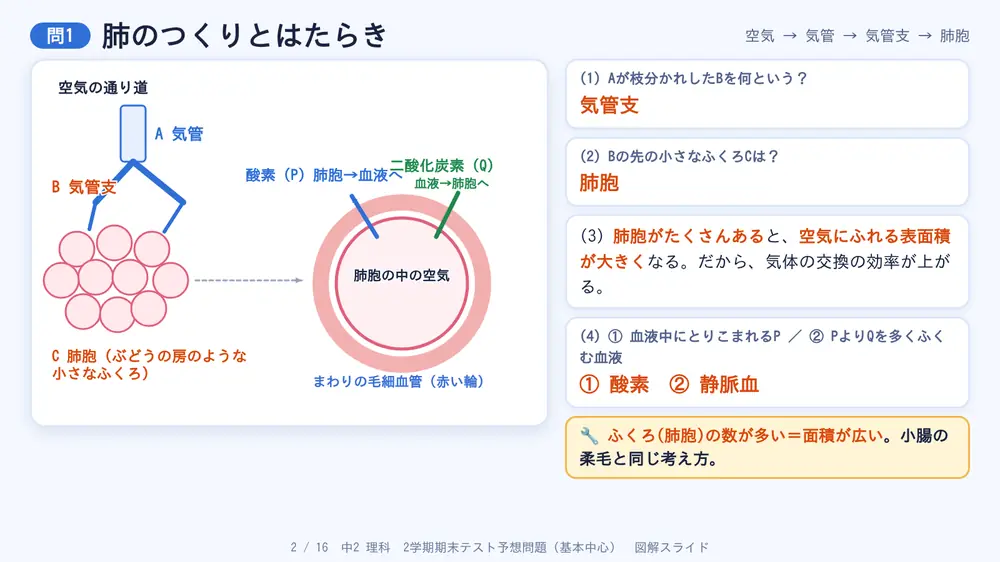 問1 肺のつくりとはたらき
空気 → 気管 → 気管支 → 肺胞
空気の通り道
A 気管
B 気管支
酸素（P）肺胞→血液へ
二酸化炭素（Q）
血液→肺胞へ
肺胞の中の空気
C 肺胞（ぶどうの房のような
小さなふくろ）
まわりの毛細血管（赤い輪）
(1) Aが枝分かれしたBを何という？
気管支
(2) Bの先の小さなふくろCは？
肺胞
(3) 肺胞がたくさんあると、空気にふれる表面積
が大きくなる。だから、気体の交換の効率が上が
る。
(4) ① 血液中にとりこまれるP ／ ② PよりQを多くふく
む血液
① 酸素 ② 静脈血
🔧 ふくろ(肺胞)の数が多い＝面積が広い。小腸の
柔毛と同じ考え方。
2 / 16 中2 理科 2学期期末テスト予想問題（基本中心） 図解スライド